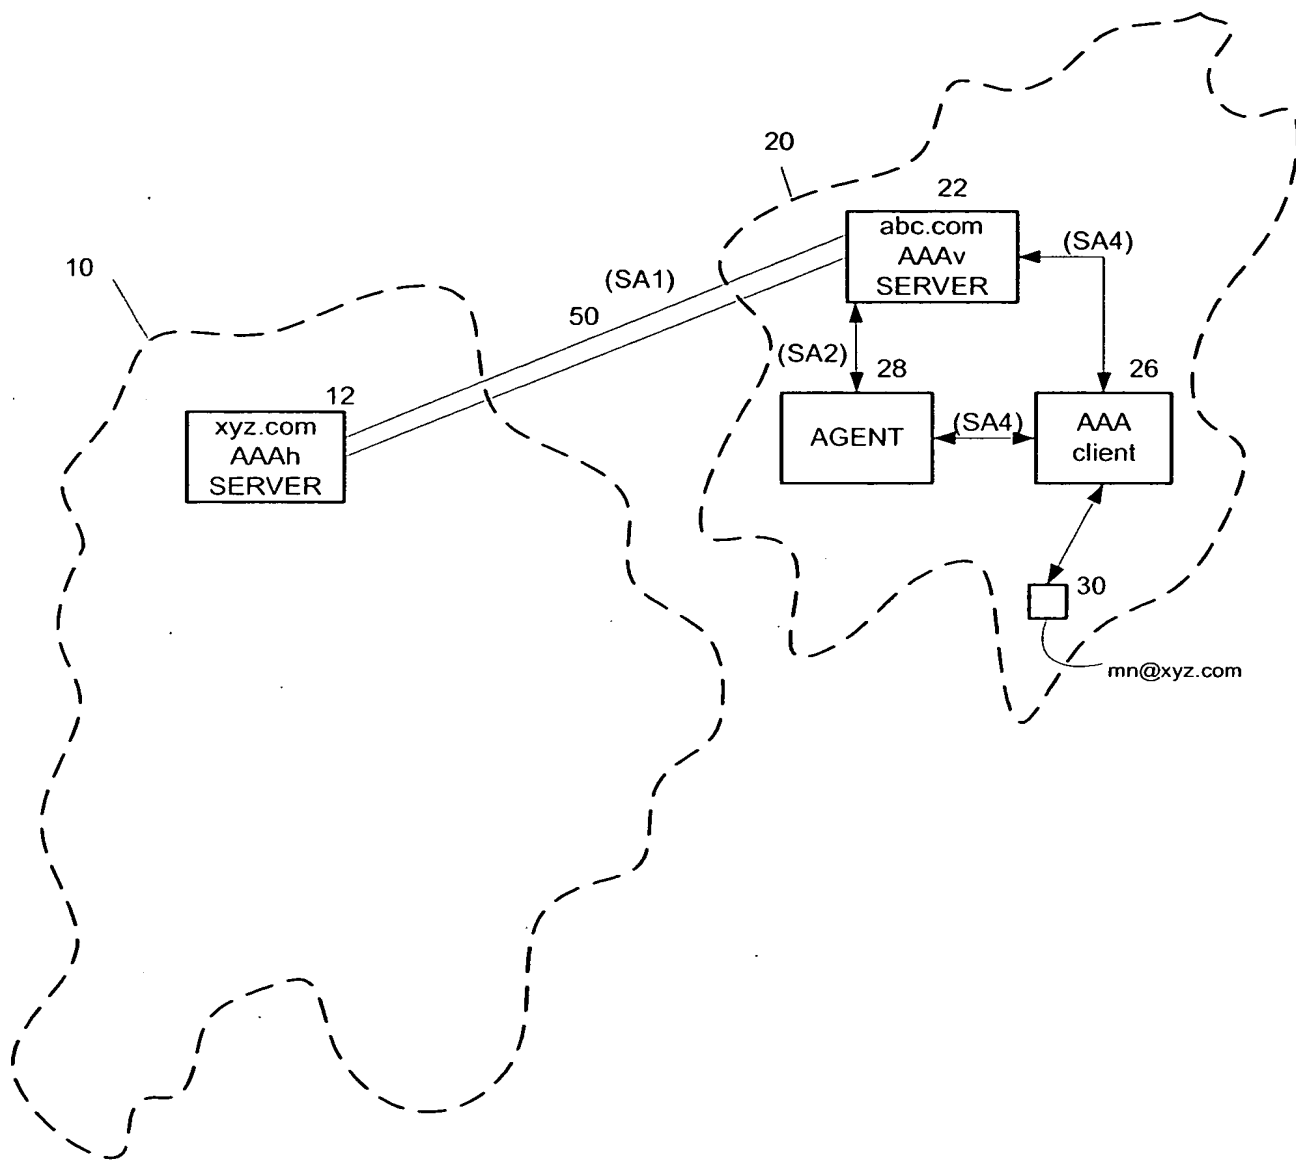 20
22
abc.com
AAAv
SERVER
(SA4)
10
(SA1)
50
(SA2)
28
26
12
xyz.com
AAAh
SERVER
AGENT
(SA4)
AAA
client
30
mn@xyz.com